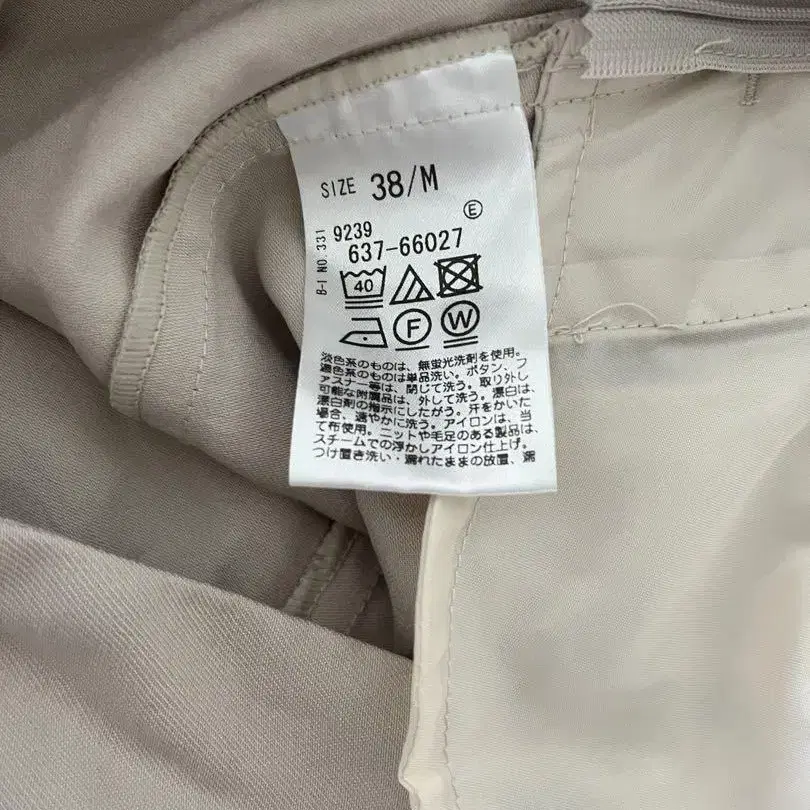 SIZE 38/M
E
B-I NO.331
9239
637-66027
40
F W
淡色系のものは、無蛍光洗剤を使用。
濃色系のものは単品洗い。ボタン、フ
ァスナー等は、閉じて洗う。取り外し
可能な附属品は、外して洗う。漂白は、
漂白剤の指示にしたがう。汗をかいた
場合、速やかに洗う。アイロンは、当
て布使用。ニットや毛足のある製品は、
スチームでの浮かしアイロン仕上げ。
つけ置き洗い・濡れたままの放置、濡